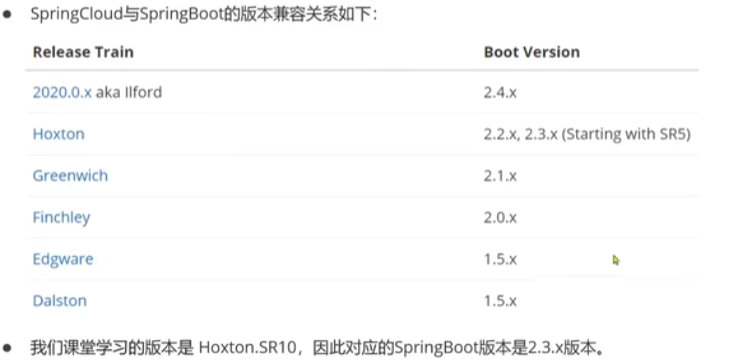 ● SpringCloud与SpringBoot的版本兼容关系如下：
Release Train Boot Version
2020.0.x aka Ilford 2.4.x
Hoxton 2.2.x, 2.3.x (Starting with SR5)
Greenwich 2.1.x
Finchley 2.0.x
Edgware 1.5.x
Dalston 1.5.x
● 我们课堂学习的版本是 Hoxton.SR10，因此对应的SpringBoot版本是2.3.x版本。